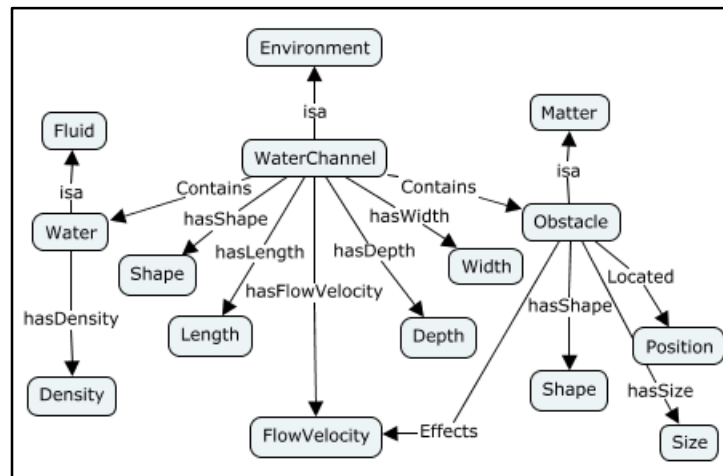 Environment
isa
Matter
Fluid
isa
WaterChannel
isa
Contains
Contains
hasShape
hasWidth
Water
Obstacle
hasLength
hasDepth
Shape
Width
Located
hasFlowVelocity
hasShape
hasDensity
Length
Depth
Position
Density
Shape
hasSize
FlowVelocity
Effects
Size